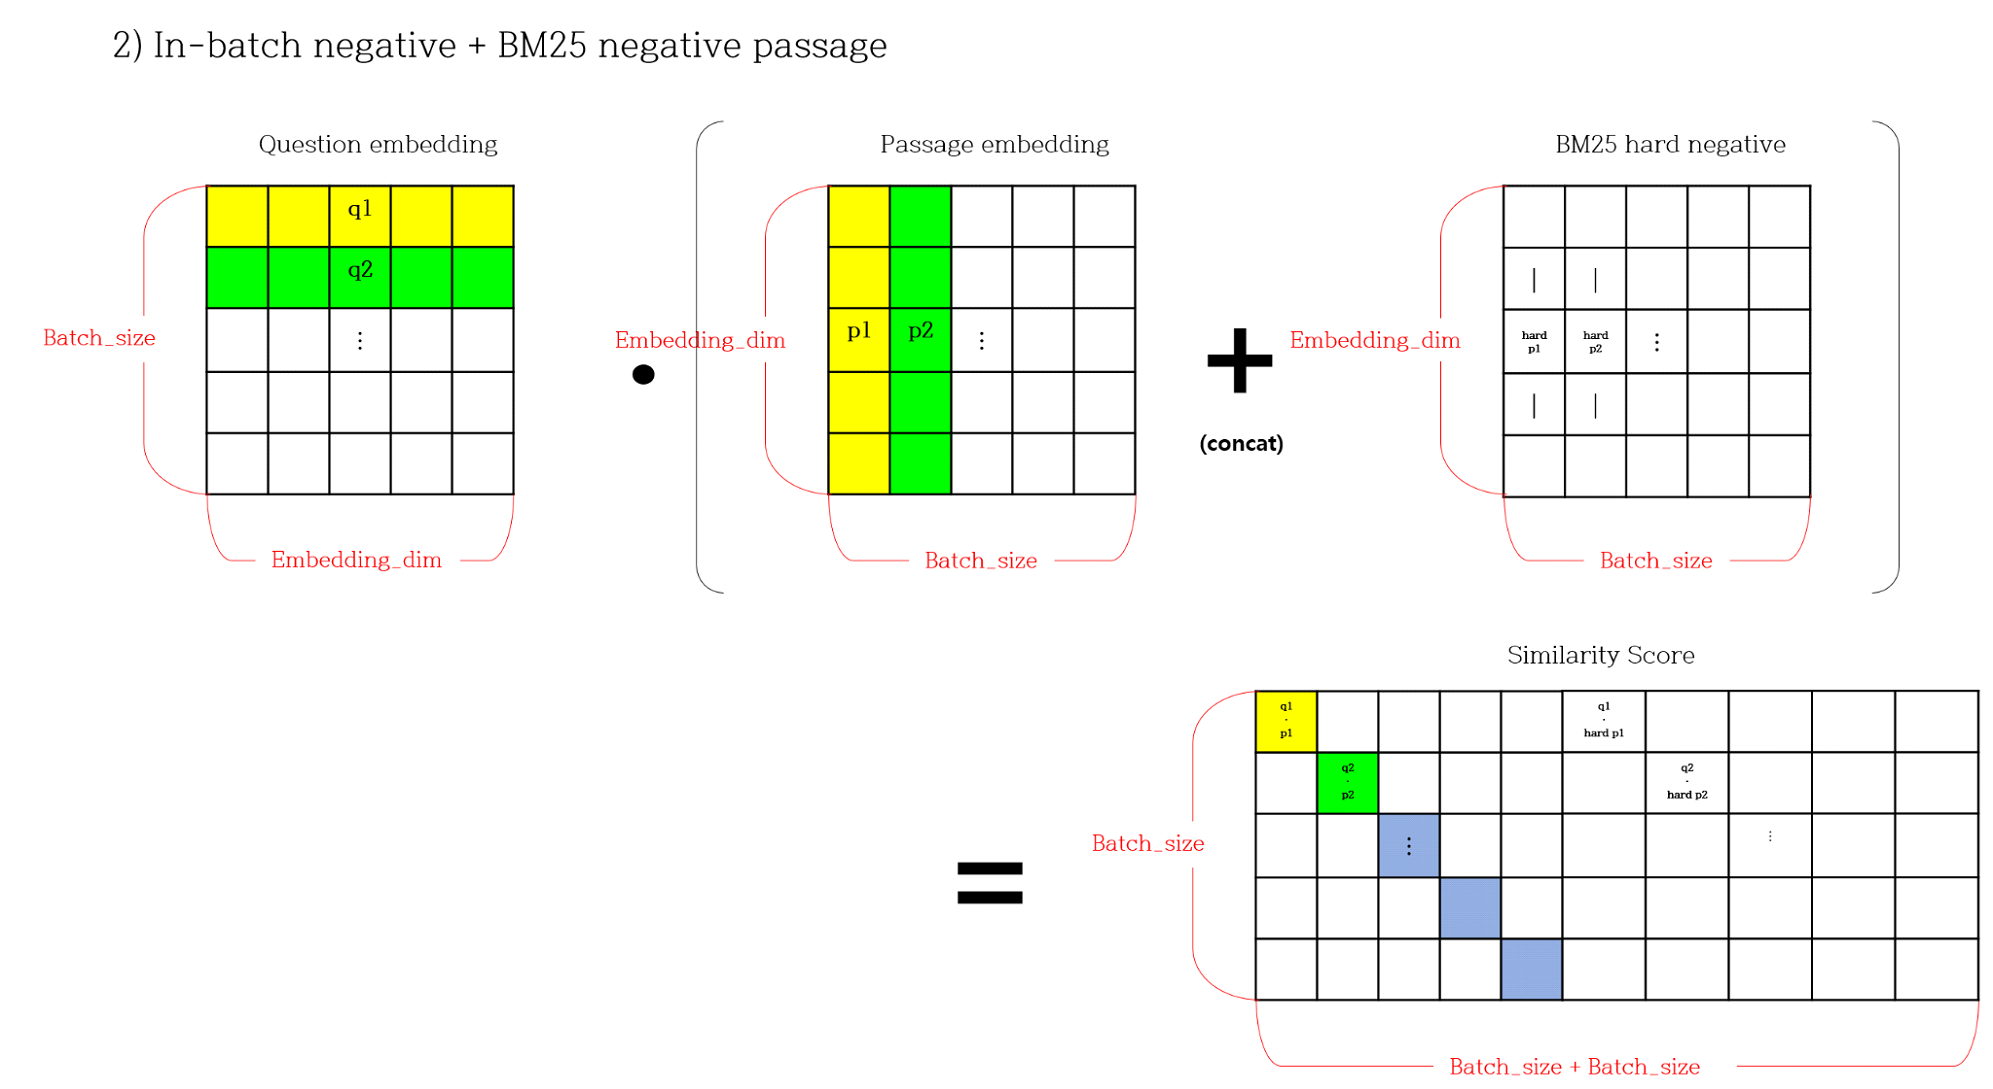 2) In-batch negative + BM25 negative passage
Question embedding
Passage embedding
BM25 hard negative
q1
q2
⋮
Batch_size
Embedding_dim
p1
p2
⋮
Embedding_dim
Batch_size
+
(concat)
|
|
hard
p1
hard
p2
⋮
|
|
Embedding_dim
Batch_size
=
Similarity Score
q1
·
p1
q1
·
hard p1
q2
·
p2
q2
·
hard p2
⋮
⋮
Batch_size
Batch_size + Batch_size